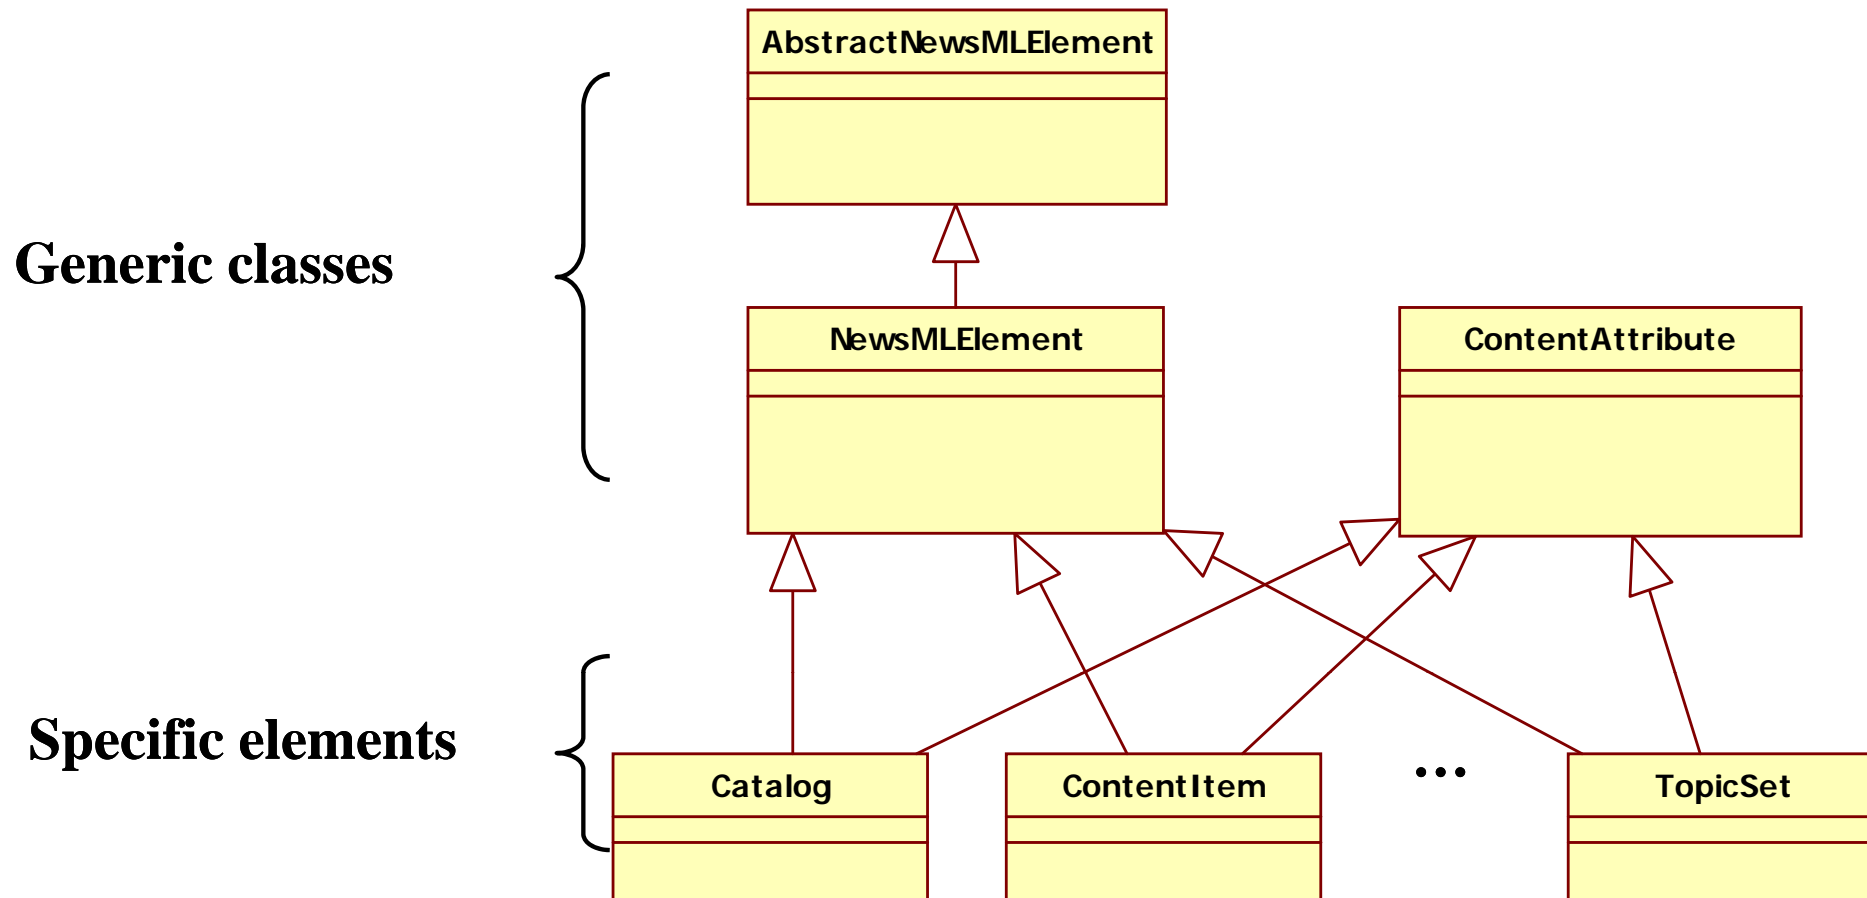 AbstractNewsMLElement
Generic classes
NewsMLElement
ContentAttribute
Specific elements
Catalog
ContentItem
...
TopicSet